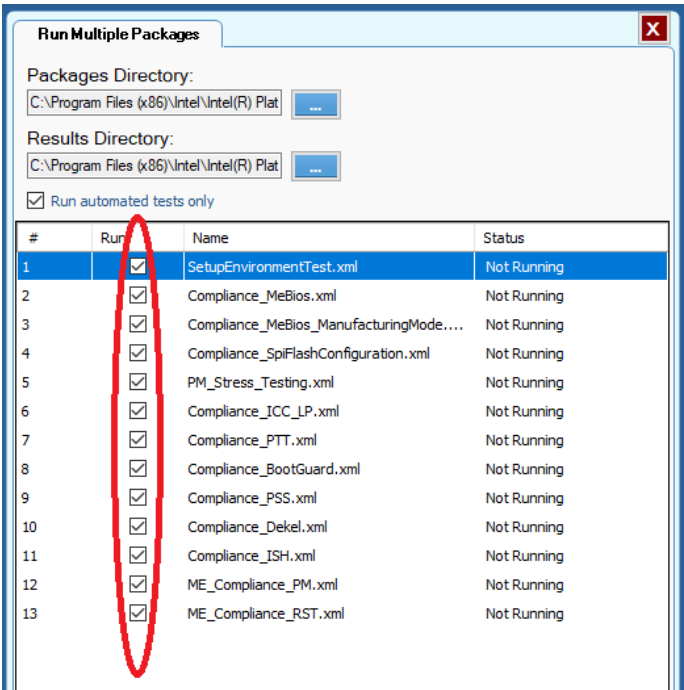 Run Multiple Packages X
Packages Directory:
C:\Program Files (x86)\Intel\Intel(R) Plat ...
Results Directory:
C:\Program Files (x86)\Intel\Intel(R) Plat ...
Run automated tests only
# Run Name Status
1 SetupEnvironmentTest.xml Not Running
2 Compliance_MeBios.xml Not Running
3 Compliance_MeBios_ManufacturingMode.... Not Running
4 Compliance_SpiFlashConfiguration.xml Not Running
5 PM_Stress_Testing.xml Not Running
6 Compliance_ICC_LP.xml Not Running
7 Compliance_PTT.xml Not Running
8 Compliance_BootGuard.xml Not Running
9 Compliance_PSS.xml Not Running
10 Compliance_Dekel.xml Not Running
11 Compliance_ISH.xml Not Running
12 ME_Compliance_PM.xml Not Running
13 ME_Compliance_RST.xml Not Running